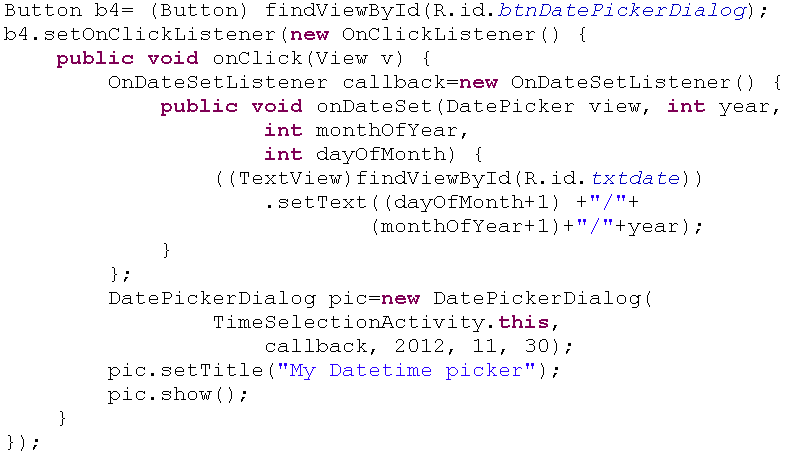 Button b4= (Button) findViewById(R.id.btnDatePickerDialog);
b4.setOnClickListener(new OnClickListener() {
    public void onClick(View v) {
        OnDateSetListener callback=new OnDateSetListener() {
            public void onDateSet(DatePicker view, int year,
                    int monthOfYear,
                    int dayOfMonth) {
                ((TextView)findViewById(R.id.txtdate))
                    .setText((dayOfMonth+1) +"/"+
                            (monthOfYear+1)+"/"+year);
            }
        };
        DatePickerDialog pic=new DatePickerDialog(
                TimeSelectionActivity.this,
                    callback, 2012, 11, 30);
        pic.setTitle("My Datetime picker");
        pic.show();
    }
});